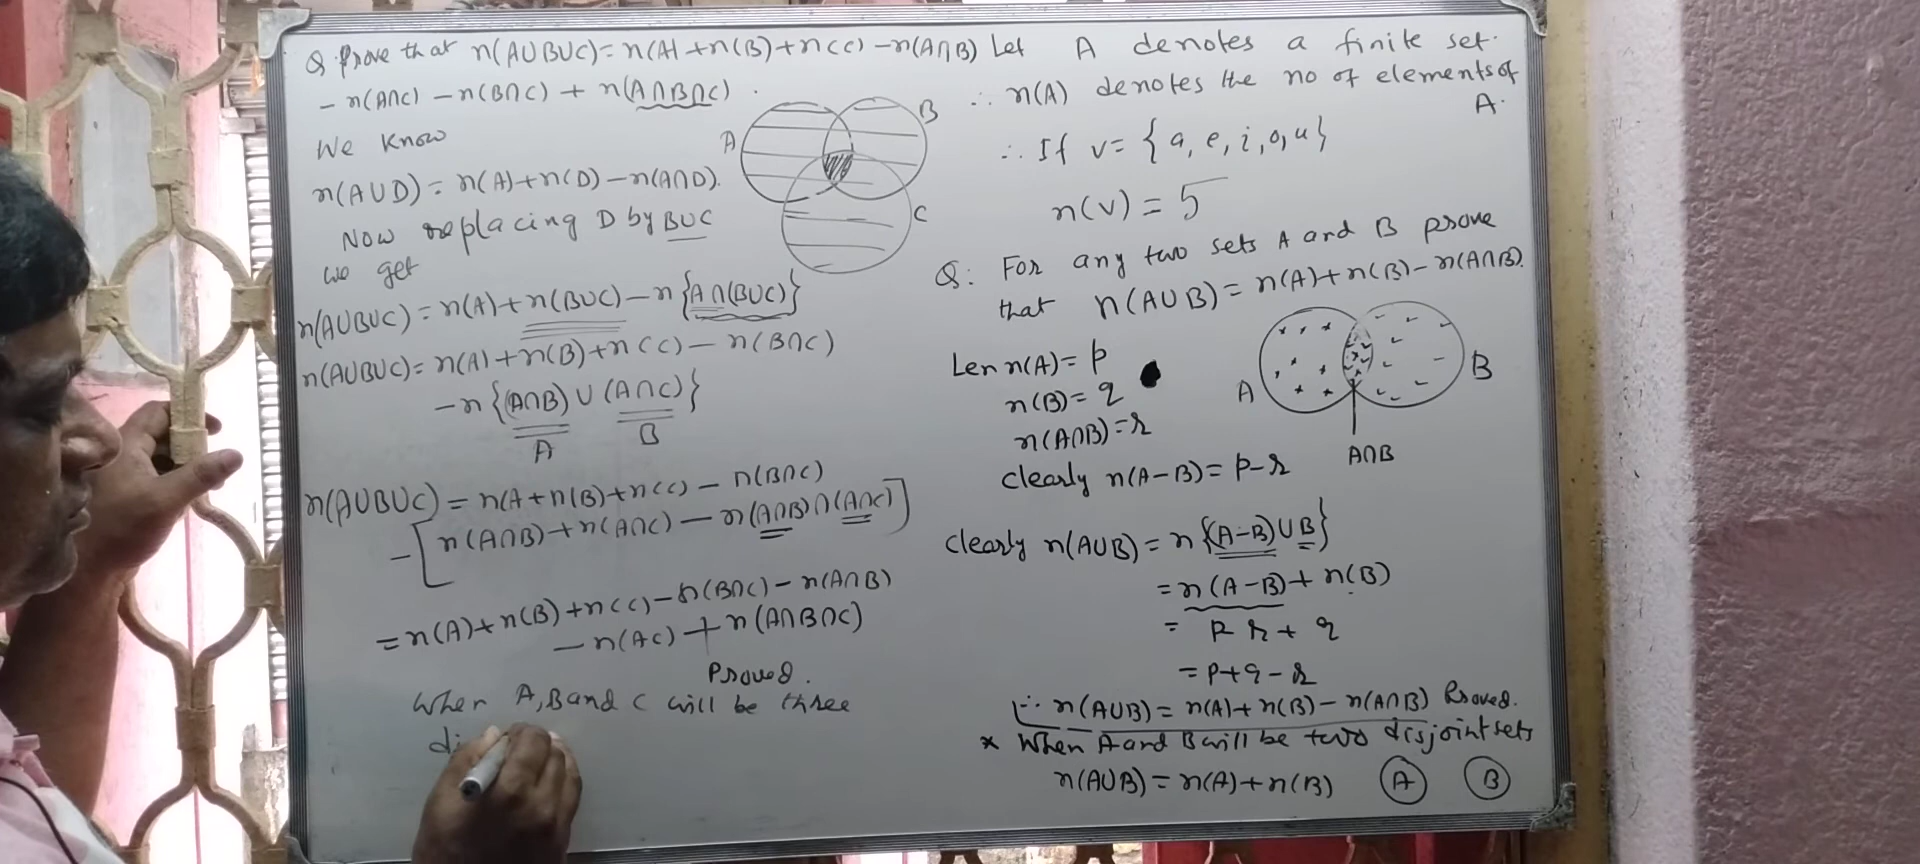 Q Prove that n(AUBUC)=n(A)+n(B)+n(C)-n(A∩B)
-n(A∩C)-n(B∩C)+n(A∩B∩C).
We Know
n(AUD)=n(A)+n(D)-n(A∩D).
Now replacing D by BUC
we get
n(AUBUC)=n(A)+n(BUC)-n{A∩(BUC)}
n(AUBUC)=n(A)+n(B)+n(C)-n(B∩C)
-n{(A∩B)U(A∩C)}
A B
n(AUBUC)=n(A+n(B)+n(C)-n(B∩C)
-[n(A∩B)+n(A∩C)-n(A∩B)∩(A∩C)]
=n(A)+n(B)+n(C)-n(B∩C)-n(A∩B)
-n(AC)+n(A∩B∩C)
Proved.
When A,B and C will be three
di
A
B
C
Let A denotes a finite set.
∴ n(A) denotes the no of elements of
A.
∴ If V={a,e,i,o,u}
n(V)=5
Q: For any two sets A and B prove
that n(AUB)=n(A)+n(B)-n(A∩B).
Len n(A)=p
n(B)=q
n(A∩B)=r
clearly n(A-B)=p-r
A
B
A∩B
Clearly n(AUB)=n{(A-B)UB}
=n(A-B)+n(B)
= p r+q
=p+q-r
∴ n(AUB)=n(A)+n(B)-n(A∩B) Proved.
* When A and B will be two disjoint sets
n(AUB)=n(A)+n(B) A B